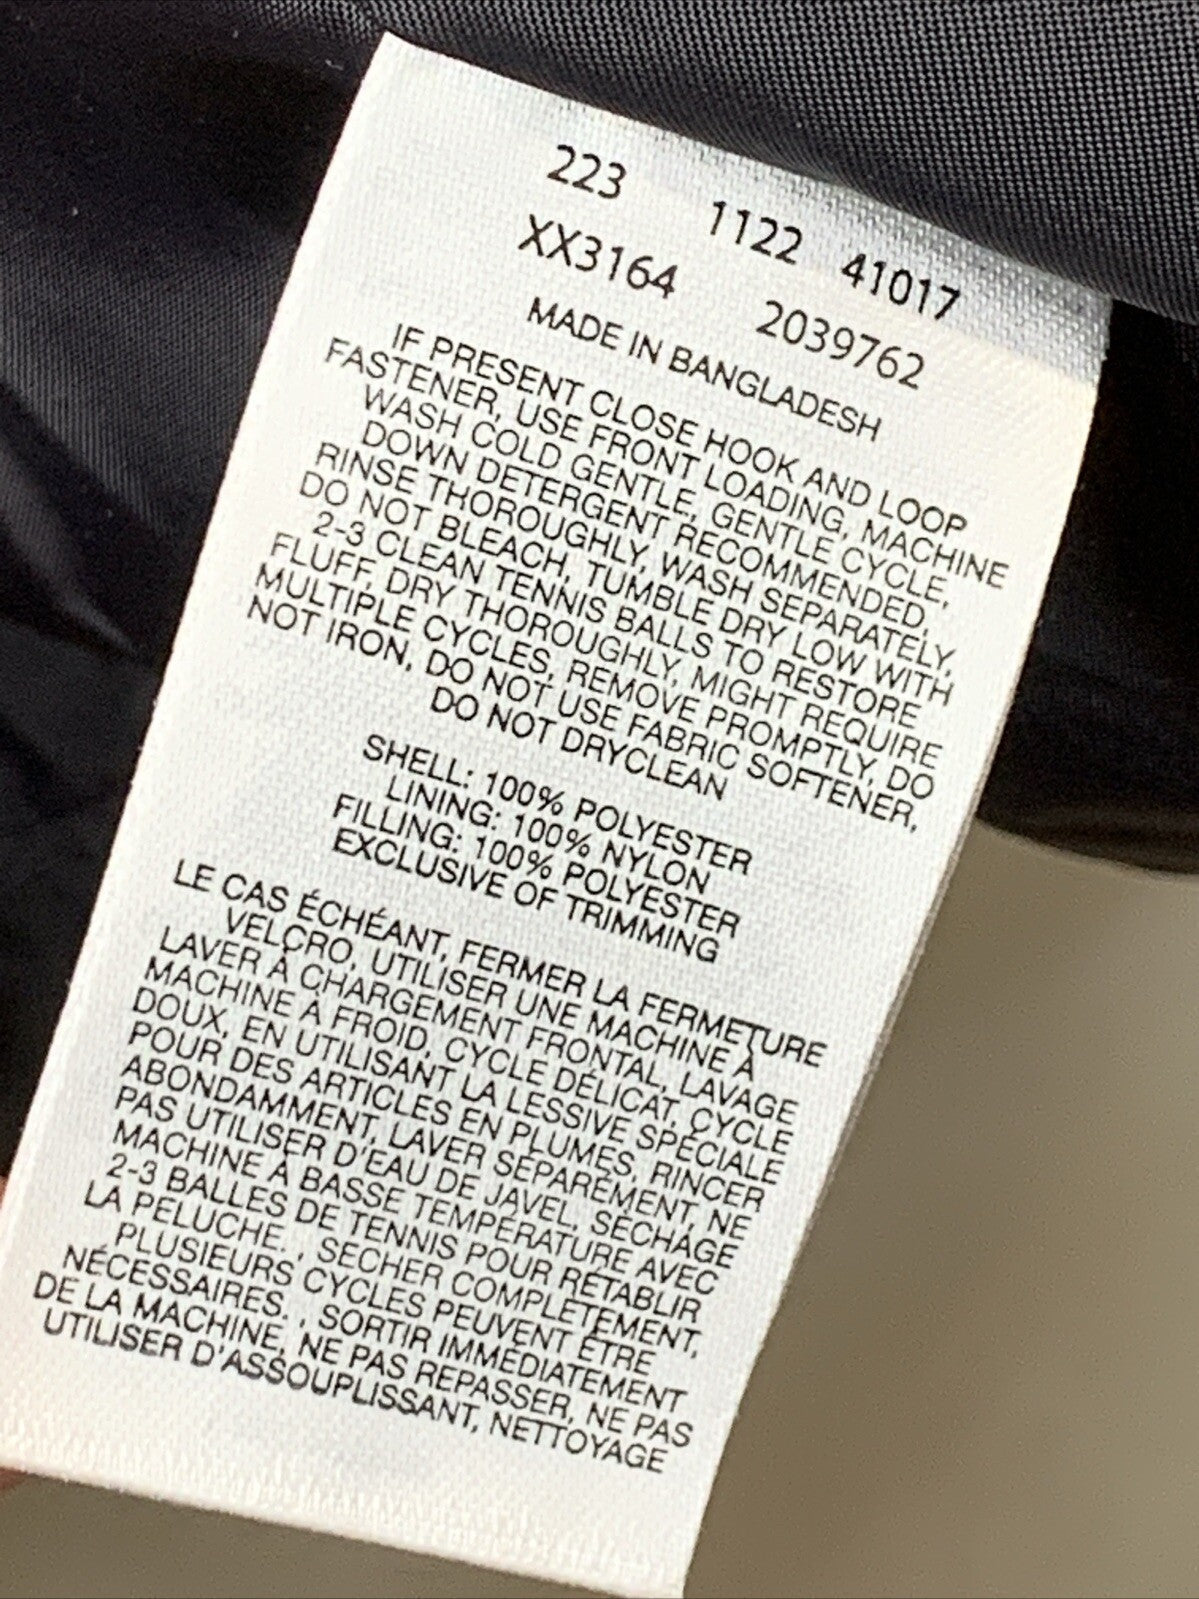 223 1122 41017
XX3164 2039762
MADE IN BANGLADESH
IF PRESENT CLOSE HOOK AND LOOP
FASTENER, USE FRONT LOADING, MACHINE
WASH COLD GENTLE, GENTLE CYCLE,
DOWN DETERGENT RECOMMENDED,
RINSE THOROUGHLY, WASH SEPARATELY,
DO NOT BLEACH, TUMBLE DRY LOW WITH
2-3 CLEAN TENNIS BALLS TO RESTORE
FLUFF, DRY THOROUGHLY, MIGHT REQUIRE
MULTIPLE CYCLES, REMOVE PROMPTLY, DO
NOT IRON, DO NOT USE FABRIC SOFTENER,
DO NOT DRYCLEAN
SHELL: 100% POLYESTER
LINING: 100% NYLON
FILLING: 100% POLYESTER
EXCLUSIVE OF TRIMMING
LE CAS ÉCHÉANT, FERMER LA FERMETURE
VELCRO, UTILISER UNE MACHINE À
LAVER À CHARGEMENT FRONTAL, LAVAGE
MACHINE À FROID, CYCLE DÉLICAT, CYCLE
DOUX, EN UTILISANT LA LESSIVE SPÉCIALE
POUR DES ARTICLES EN PLUMES, RINCER
ABONDAMMENT, LAVER SÉPARÉMENT, NE
PAS UTILISER D'EAU DE JAVEL, SÉCHAGE
MACHINE À BASSE TEMPÉRATURE AVEC
2-3 BALLES DE TENNIS POUR RÉTABLIR
LA PELUCHE. , SÉCHER COMPLÈTEMENT,
PLUSIEURS CYCLES PEUVENT ÊTRE
NÉCESSAIRES. , SORTIR IMMÉDIATEMENT
DE LA MACHINE, NE PAS REPASSER, NE PAS
UTILISER D'ASSOUPLISSANT, NETTOYAGE